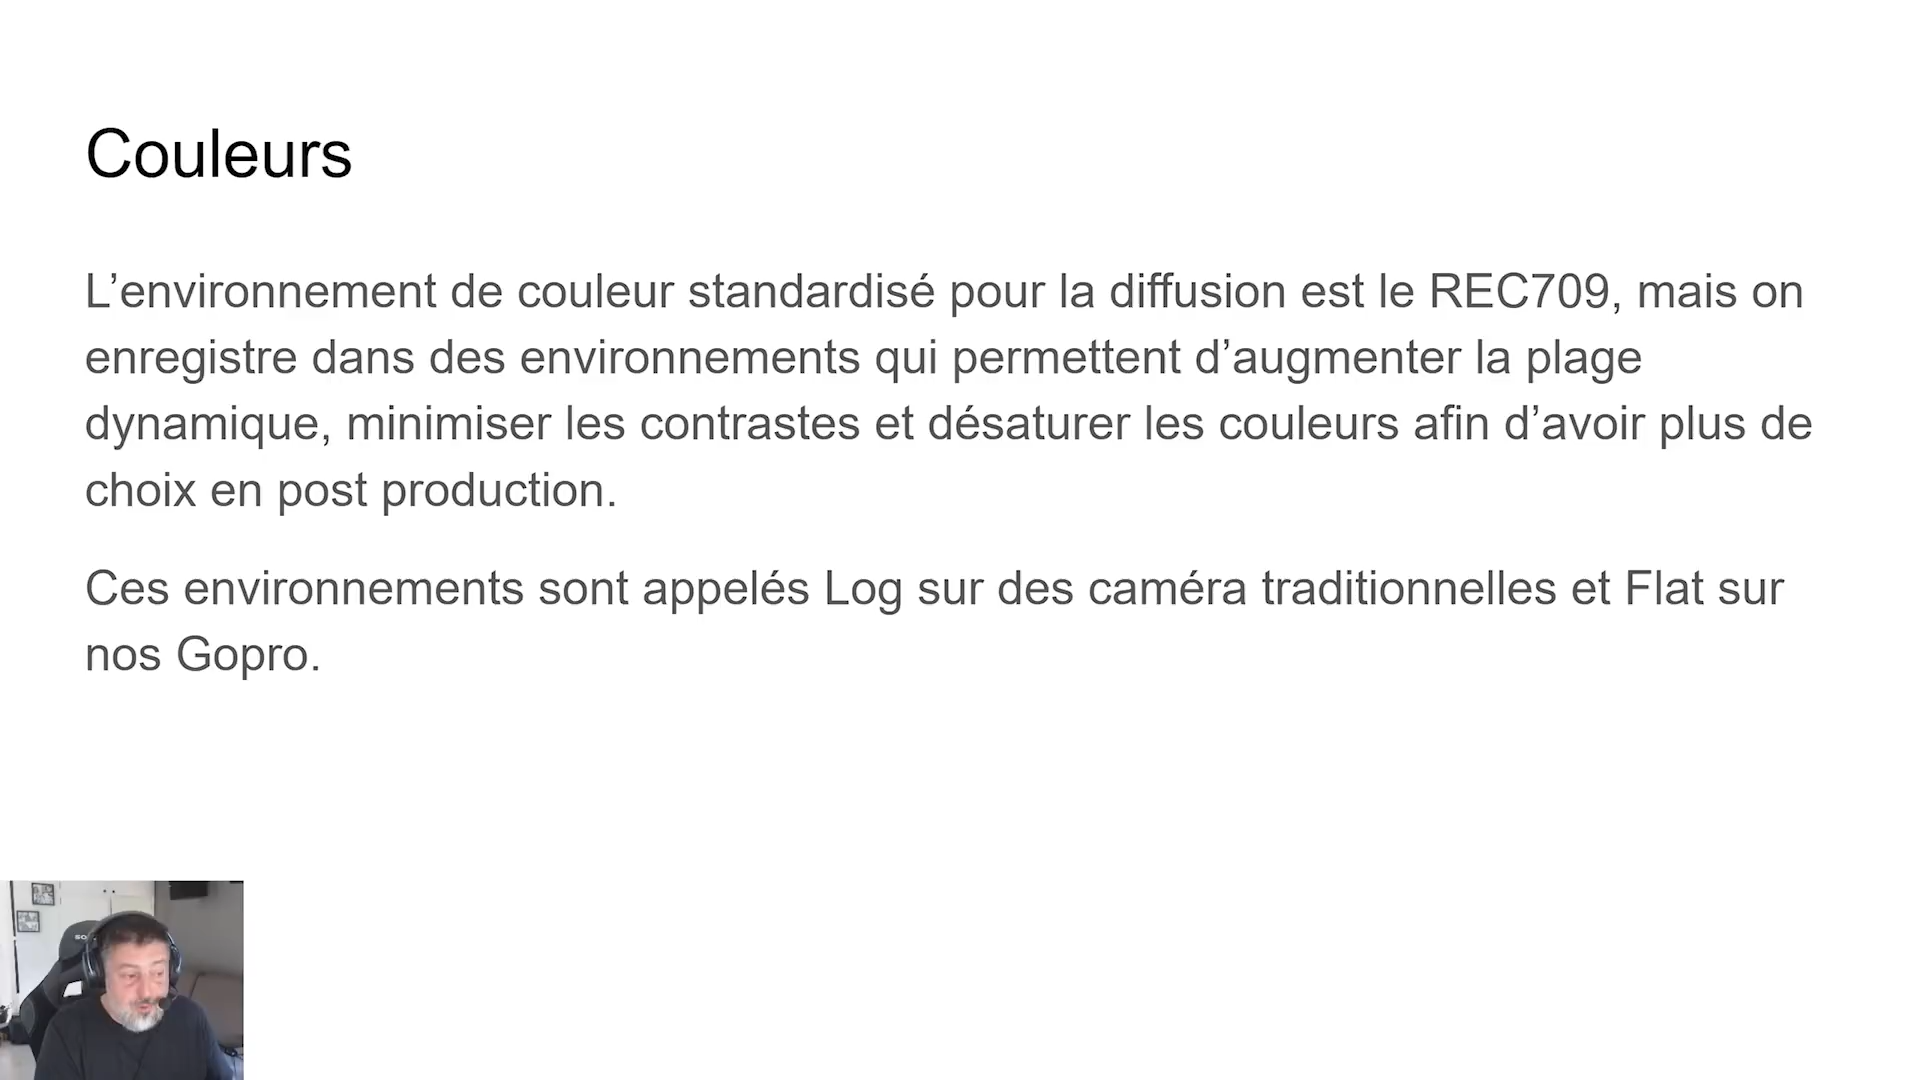 Couleurs
L’environnement de couleur standardisé pour la diffusion est le REC709, mais on
enregistre dans des environnements qui permettent d’augmenter la plage
dynamique, minimiser les contrastes et désaturer les couleurs afin d’avoir plus de
choix en post production.
Ces environnements sont appelés Log sur des caméra traditionnelles et Flat sur
nos Gopro.